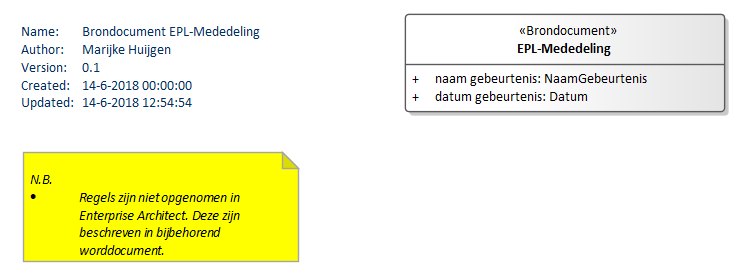 Name: Brondocument EPL-Mededeling
Author: Marijke Huijgen
Version: 0.1
Created: 14-6-2018 00:00:00
Updated: 14-6-2018 12:54:54
«Brondocument»
EPL-Mededeling
+ naam gebeurtenis: NaamGebeurtenis
+ datum gebeurtenis: Datum
N.B.
• Regels zijn niet opgenomen in
Enterprise Architect. Deze zijn
beschreven in bijbehorend
worddocument.